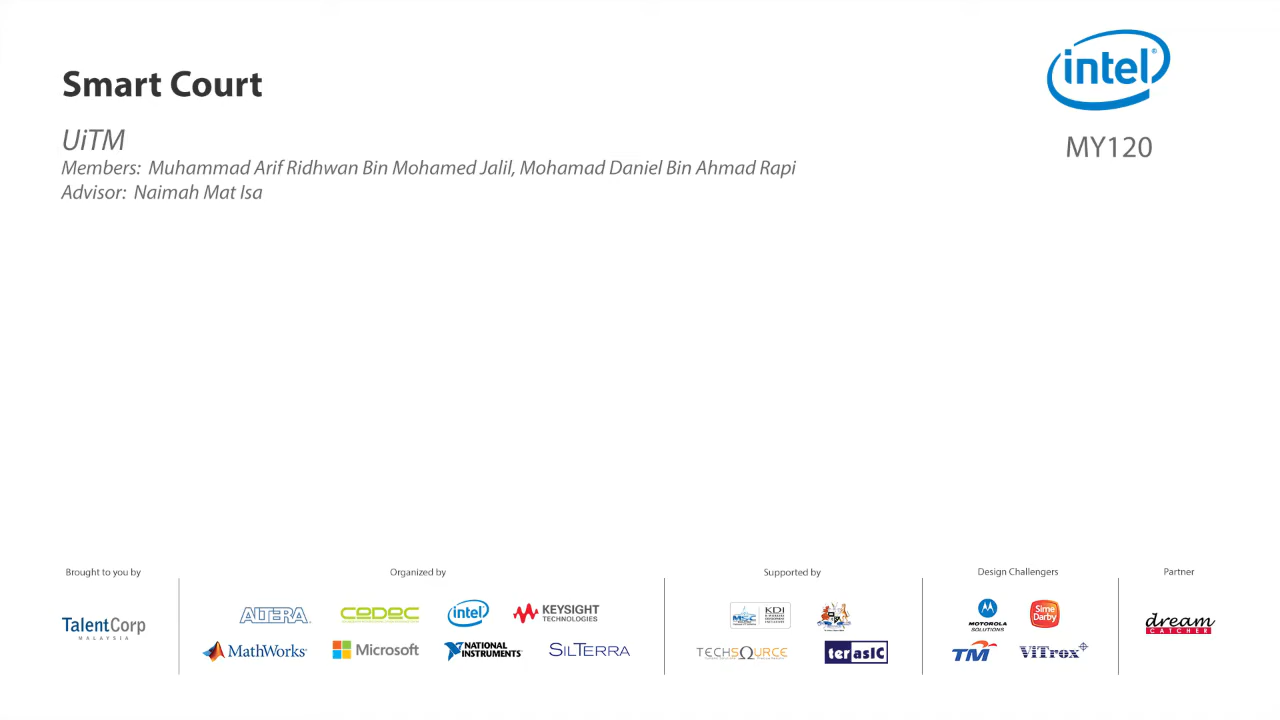 Smart Court
intel
MY120
UiTM
Members: Muhammad Arif Ridhwan Bin Mohamed Jalil, Mohamad Daniel Bin Ahmad Rapi
Advisor: Naimah Mat Isa
Brought to you by
TalentCorp
MALAYSIA
Organized by
ALTERA
CEDEC
intel
KEYSIGHT
TECHNOLOGIES
MathWorks
Microsoft
NATIONAL
INSTRUMENTS
SILTERRA
Supported by
MSC
KDI
TECHSOURCE
terasIC
Design Challengers
MOTOROLA
SOLUTIONS
Sime
Darby
TM
ViTrox
Partner
dream
CATCHER